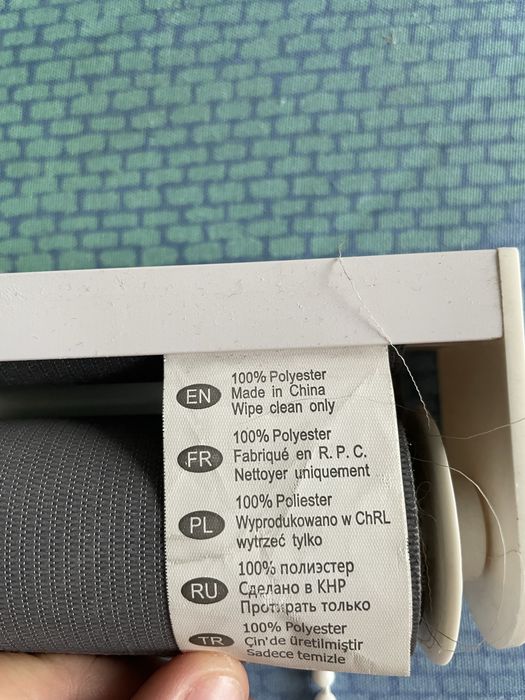 EN
100% Polyester
Made in China
Wipe clean only
FR
100% Polyester
Fabriqué en R. P. C.
Nettoyer uniquement
PL
100% Poliester
Wyprodukowano w ChRL
wytrzeć tylko
RU
100% полиэстер
Сделано в КНР
Протирать только
TR
100% Polyester
Çin'de üretilmiştir
Sadece temizle